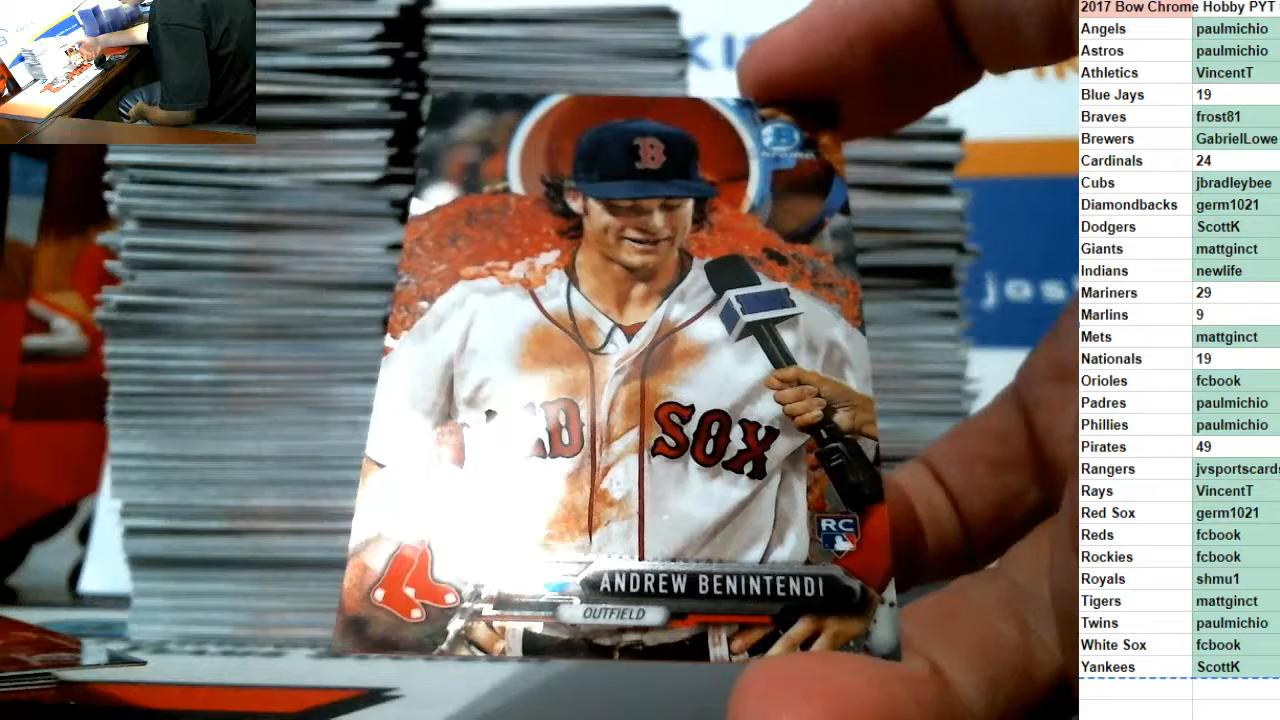 2017 Bow Chrome Hobby PYT
Angels paulmichio
Astros paulmichio
Athletics VincentT
Blue Jays 19
Braves frost81
Brewers GabrielLowe
Cardinals 24
Cubs jbradleybee
Diamondbacks germ1021
Dodgers ScottK
Giants mattginct
Indians newlife
Mariners 29
Marlins 9
Mets mattginct
Nationals 19
Orioles fcbook
Padres paulmichio
Phillies paulmichio
Pirates 49
Rangers jvsportscards
Rays VincentT
Red Sox germ1021
Reds fcbook
Rockies fcbook
Royals shmu1
Tigers mattginct
Twins paulmichio
White Sox fcbook
Yankees ScottK
B
B
chrome
RED SOX
RC
ANDREW BENINTENDI
OUTFIELD